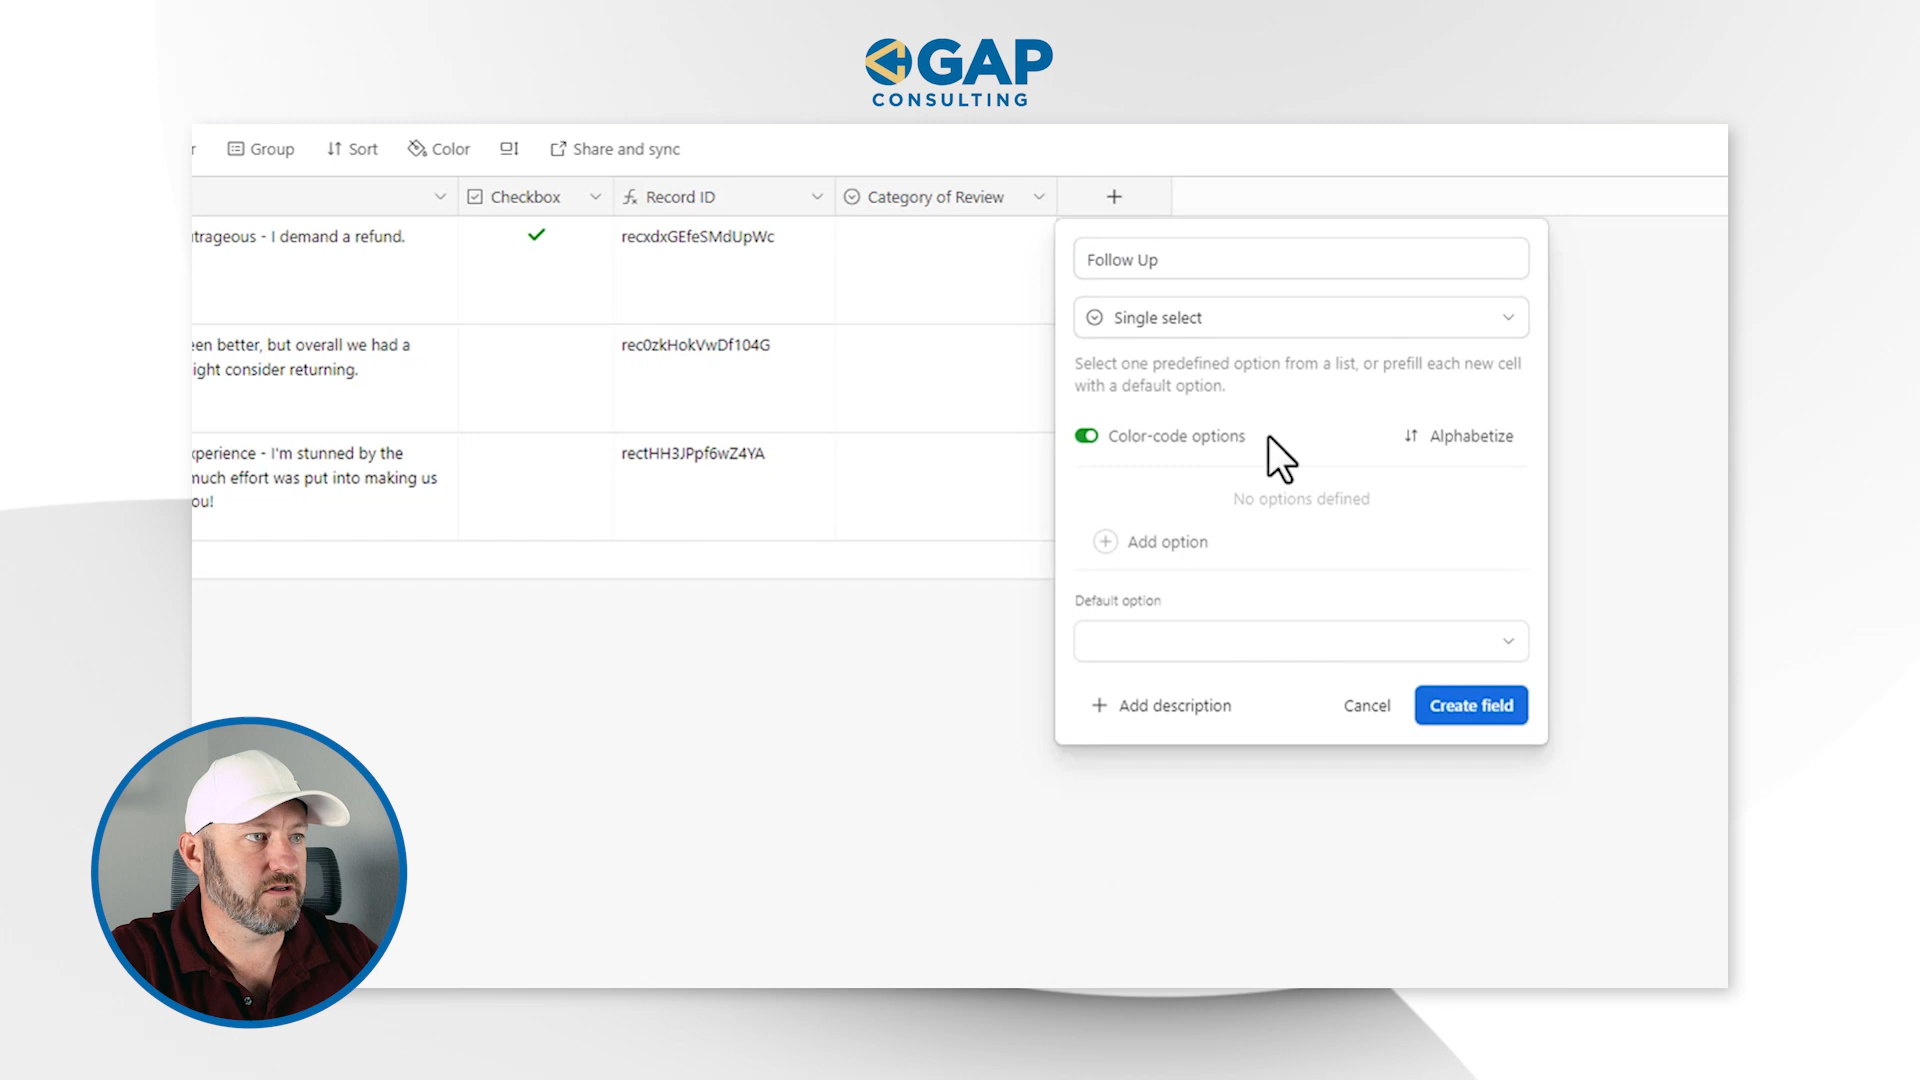 GAP
CONSULTING
Group
Sort
Color
Share and sync
Checkbox
Record ID
Category of Review
trageous - I demand a refund.
recxdxGEfeSMdUpWc
een better, but overall we had a
ight consider returning.
rec0zkHokVwDf104G
xperience - I'm stunned by the
much effort was put into making us
ou!
rectHH3JPpf6wZ4YA
Follow Up
Single select
Select one predefined option from a list, or prefill each new cell
with a default option.
Color-code options
Alphabetize
No options defined
Add option
Default option
Add description
Cancel
Create field